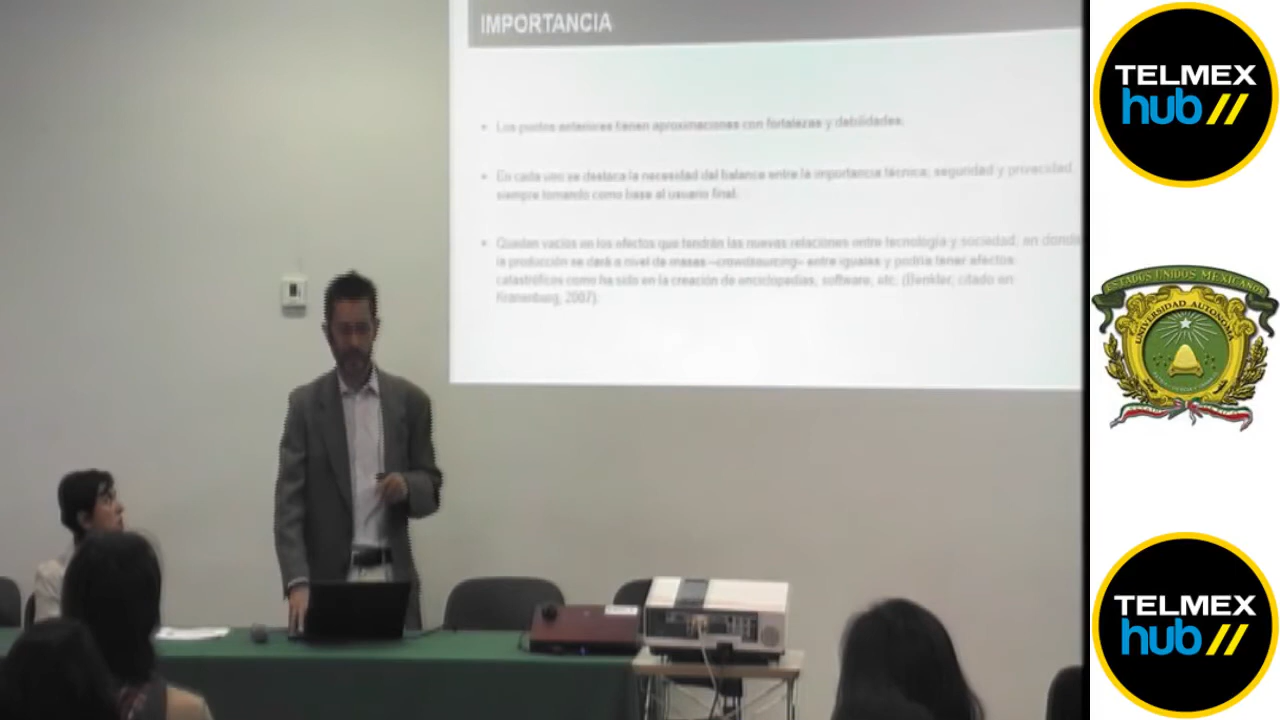 IMPORTANCIA
Los puntos anteriores tienen aproximaciones con fortalezas y debilidades.
En cada uno se destaca la necesidad del balance entre la importancia técnica, seguridad y privacidad,
siempre tomando como base al usuario final.
Quedan vacíos en los efectos que tendrán las nuevas relaciones entre tecnología y sociedad; en donde
la producción se dará a nivel de masas –crowdsourcing– entre iguales y podría tener efectos
catastróficos como ha sido en la creación de enciclopedias, software, etc. (Benkler, citado en
Kranenburg, 2007).
TELMEX
hub//
ESTADOS UNIDOS MEXICANOS
UNIVERSIDAD AUTONOMA
MEXICO
TELMEX
hub//